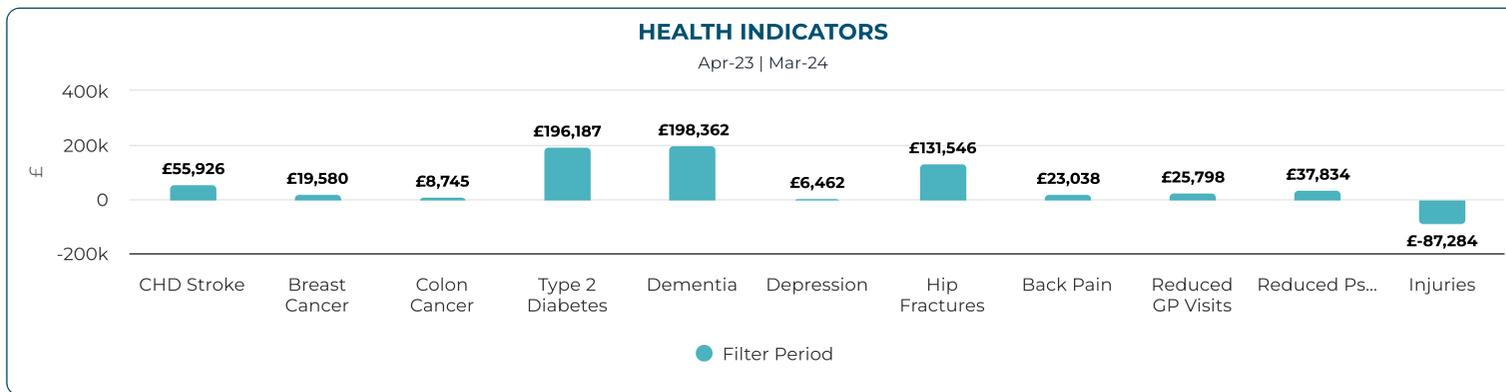 HEALTH INDICATORS
Apr-23 | Mar-24
400k
200k
0
-200k
£
£55,926
£19,580
£8,745
£196,187
£198,362
£6,462
£131,546
£23,038
£25,798
£37,834
£-87,284
CHD Stroke
Breast
Cancer
Colon
Cancer
Type 2
Diabetes
Dementia
Depression
Hip
Fractures
Back Pain
Reduced
GP Visits
Reduced Ps...
Injuries
Filter Period